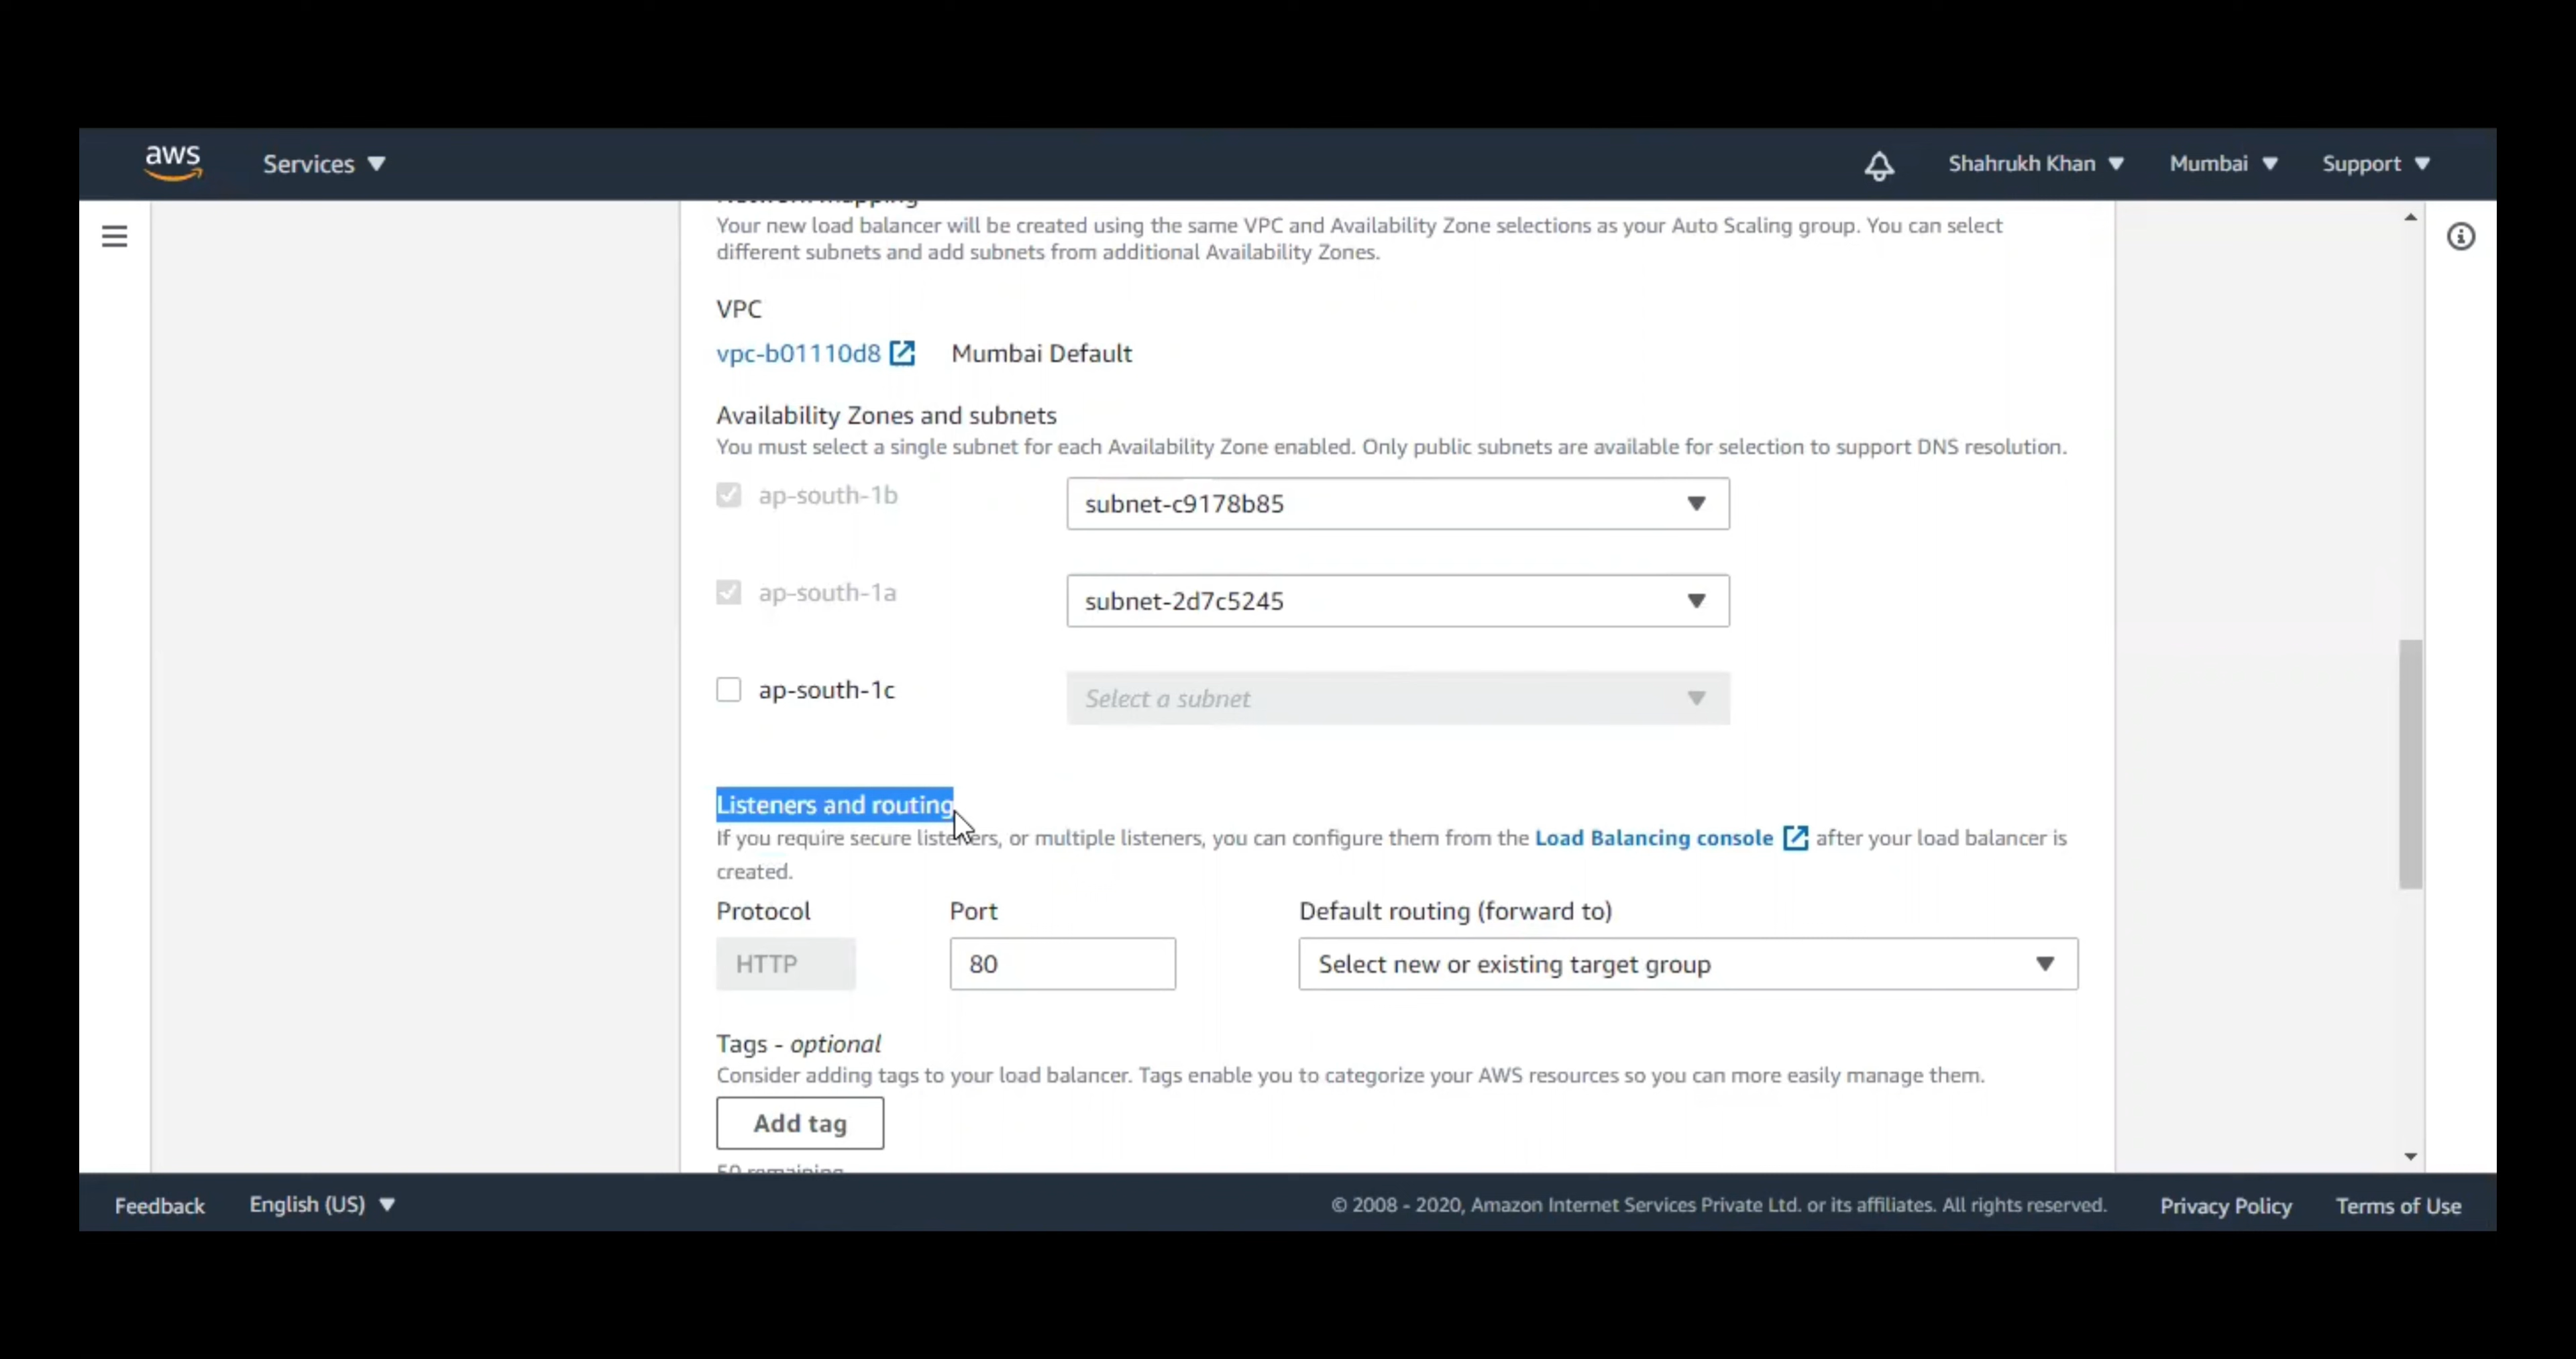 aws Services Shahrukh Khan Mumbai Support
Network mapping
Your new load balancer will be created using the same VPC and Availability Zone selections as your Auto Scaling group. You can select
different subnets and add subnets from additional Availability Zones.
VPC
vpc-b01110d8 Mumbai Default
Availability Zones and subnets
You must select a single subnet for each Availability Zone enabled. Only public subnets are available for selection to support DNS resolution.
ap-south-1b subnet-c9178b85
ap-south-1a subnet-2d7c5245
ap-south-1c Select a subnet
Listeners and routing
If you require secure listeners, or multiple listeners, you can configure them from the Load Balancing console after your load balancer is
created.
Protocol Port Default routing (forward to)
HTTP 80 Select new or existing target group
Tags - optional
Consider adding tags to your load balancer. Tags enable you to categorize your AWS resources so you can more easily manage them.
Add tag
50 remaining
Feedback English (US) © 2008 - 2020, Amazon Internet Services Private Ltd. or its affiliates. All rights reserved. Privacy Policy Terms of Use